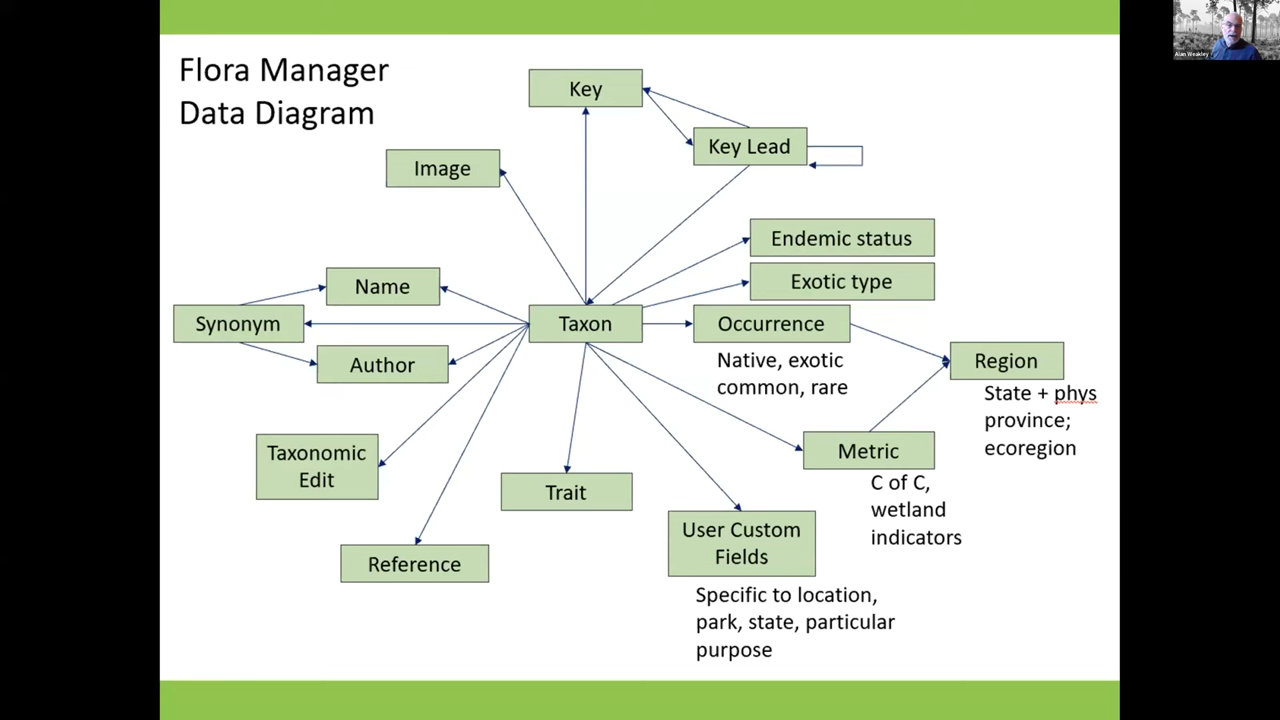 Flora Manager
Data Diagram
Key
Key Lead
Image
Endemic status
Exotic type
Name
Synonym
Taxon
Occurrence
Native, exotic
common, rare
Author
Region
State + phys
province;
ecoregion
Taxonomic
Edit
Metric
C of C,
wetland
indicators
Trait
User Custom
Fields
Reference
Specific to location,
park, state, particular
purpose
Alan Weakley